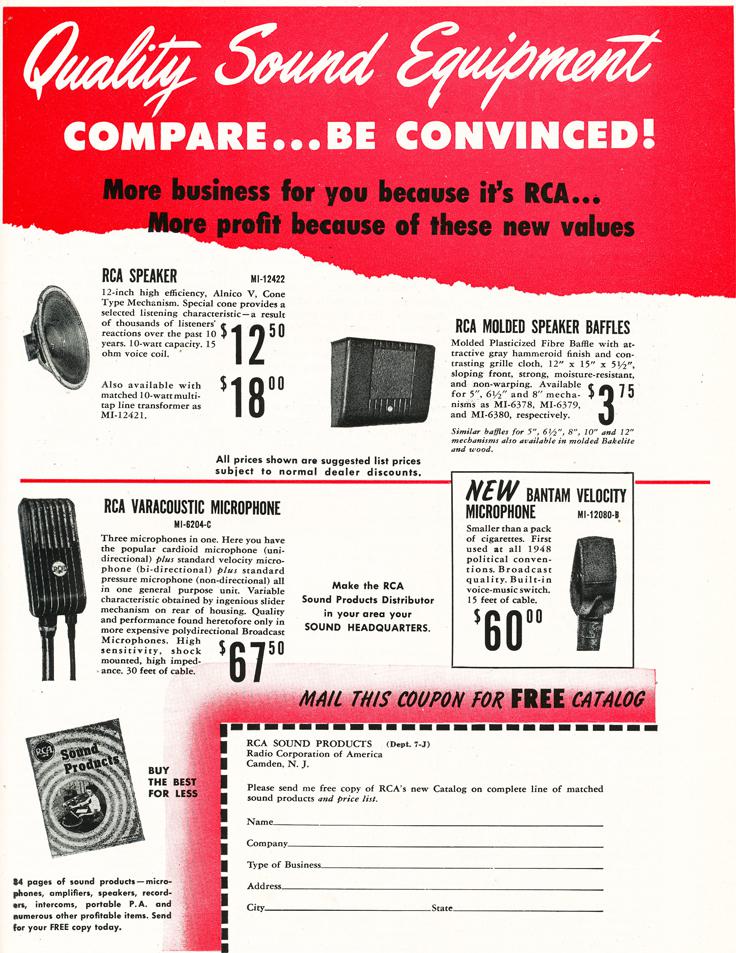 Quality Sound Equipment
COMPARE...BE CONVINCED!
More business for you because it's RCA...
More profit because of these new values
RCA SPEAKER MI-12422
12-inch high efficiency, Alnico V, Cone
Type Mechanism. Special cone provides a
selected listening characteristic—a result
of thousands of listeners'
reactions over the past 10
years. 10-watt capacity. 15
ohm voice coil.
$12 50
Also available with
matched 10-watt multi-
tap line transformer as
MI-12421.
$18 00
RCA MOLDED SPEAKER BAFFLES
Molded Plasticized Fibre Baffle with at-
tractive gray hammeroid finish and con-
trasting grille cloth, 12" x 15" x 5½",
sloping front, strong, moisture-resistant,
and non-warping. Available
for 5", 6½" and 8" mecha-
nisms as MI-6378, MI-6379,
and MI-6380, respectively.
$3 75
Similar baffles for 5", 6½", 8", 10" and 12"
mechanisms also available in molded Bakelite
and wood.
All prices shown are suggested list prices
subject to normal dealer discounts.
RCA VARACOUSTIC MICROPHONE
MI-6204-C
Three microphones in one. Here you have
the popular cardioid microphone (uni-
directional) plus standard velocity micro-
phone (bi-directional) plus standard
pressure microphone (non-directional) all
in one general purpose unit. Variable
characteristic obtained by ingenious slider
mechanism on rear of housing. Quality
and performance found heretofore only in
more expensive polydirectional Broadcast
Microphones. High
sensitivity, shock
mounted, high imped-
ance. 30 feet of cable.
$67 50
RCA
Make the RCA
Sound Products Distributor
in your area your
SOUND HEADQUARTERS.
NEW BANTAM VELOCITY
MICROPHONE MI-12080-B
Smaller than a pack
of cigarettes. First
used at all 1948
political conven-
tions. Broadcast
quality. Built-in
voice-music switch.
15 feet of cable.
$60 00
MAIL THIS COUPON FOR FREE CATALOG
RCA
Sound
Products
BUY
THE BEST
FOR LESS
84 pages of sound products—micro-
phones, amplifiers, speakers, record-
ers, intercoms, portable P.A. and
numerous other profitable items. Send
for your FREE copy today.
RCA SOUND PRODUCTS (Dept. 7-J)
Radio Corporation of America
Camden, N. J.
Please send me free copy of RCA's new Catalog on complete line of matched
sound products and price list.
Name
Company
Type of Business
Address
City State